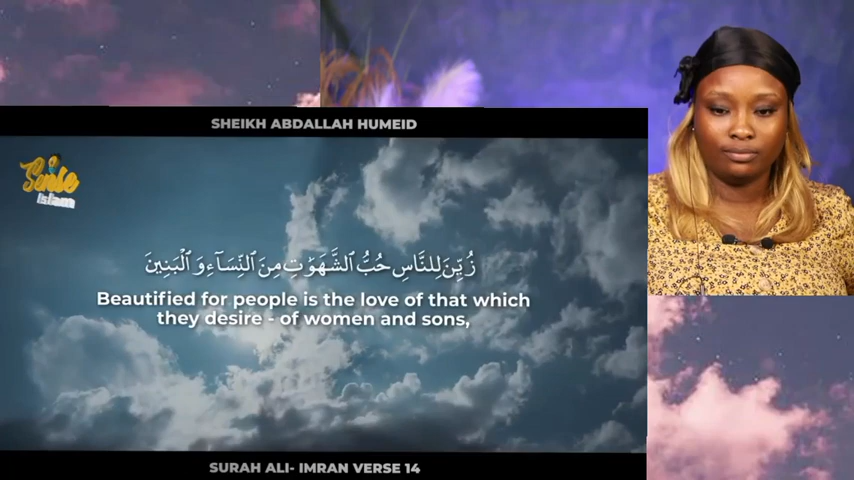 SHEIKH ABDALLAH HUMEID
Sense
Islam
زُيِّنَ لِلنَّاسِ حُبُّ ٱلشَّهَوَٰتِ مِنَ ٱلنِّسَآءِ وَٱلْبَنِينَ
Beautified for people is the love of that which
they desire - of women and sons,
SURAH ALI- IMRAN VERSE 14